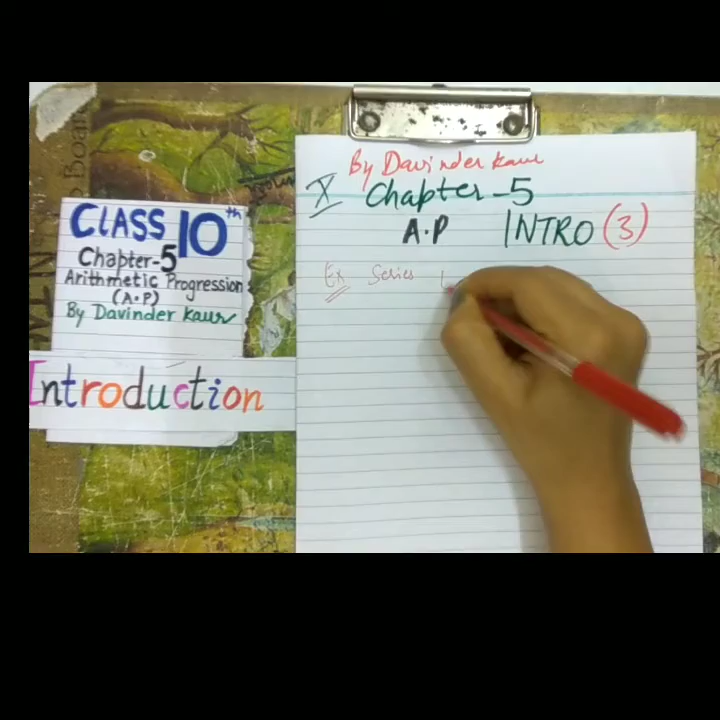 CLASS 10th
Chapter-5
Arithmetic Progression
(A.P)
By Davinder Kaur
Introduction
By Davinder Kaur
X Chapter-5
A.P INTRO (3)
Ex Series